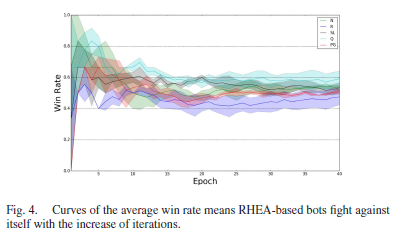 1.0
0.8
0.6
0.4
0.2
0.0
Win Rate
5 10 15 20 25 30 35 40
Epoch
N
R
SL
Q
PG
Fig. 4. Curves of the average win rate means RHEA-based bots fight against
itself with the increase of iterations.